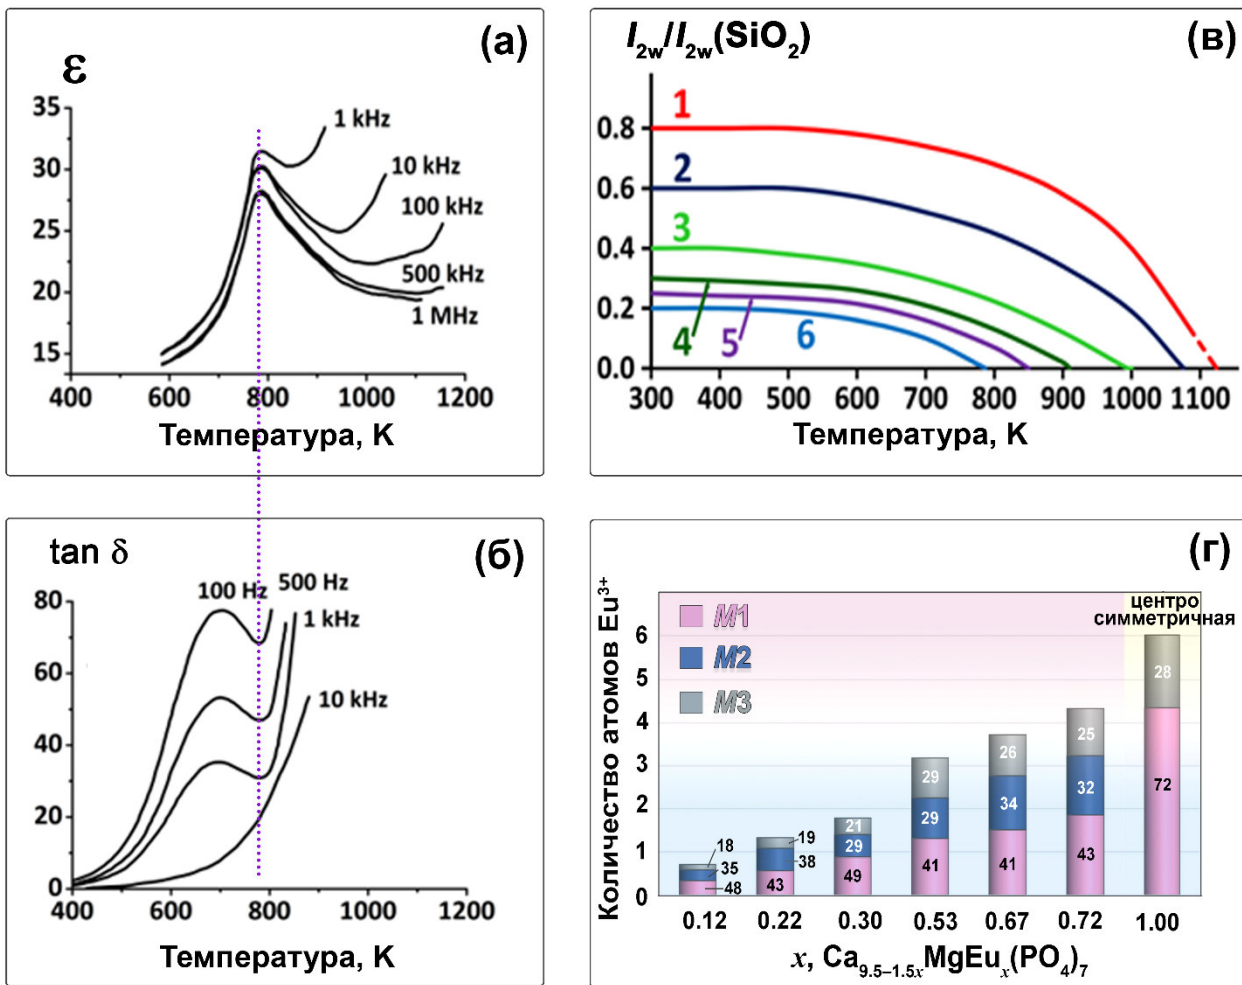 (а)
ε
35
30
25
20
15
1 kHz
10 kHz
100 kHz
500 kHz
1 MHz
400 600 800 1000 1200
Температура, K
(в)
I2w/I2w(SiO2)
0.8
0.6
0.4
0.2
0.0
1
2
3
4
5
6
300 400 500 600 700 800 900 1000 1100
Температура, K
(б)
tan δ
80
60
40
20
0
100 Hz
500 Hz
1 kHz
10 kHz
400 600 800 1000 1200
Температура, K
(г)
Количество атомов Eu3+
6
5
4
3
2
1
0
M1
M2
M3
центро
симметричная
18
35
48
19
38
43
21
29
49
29
29
41
26
34
41
25
32
43
28
72
0.12 0.22 0.30 0.53 0.67 0.72 1.00
x, Ca9.5–1.5xMgEux(PO4)7